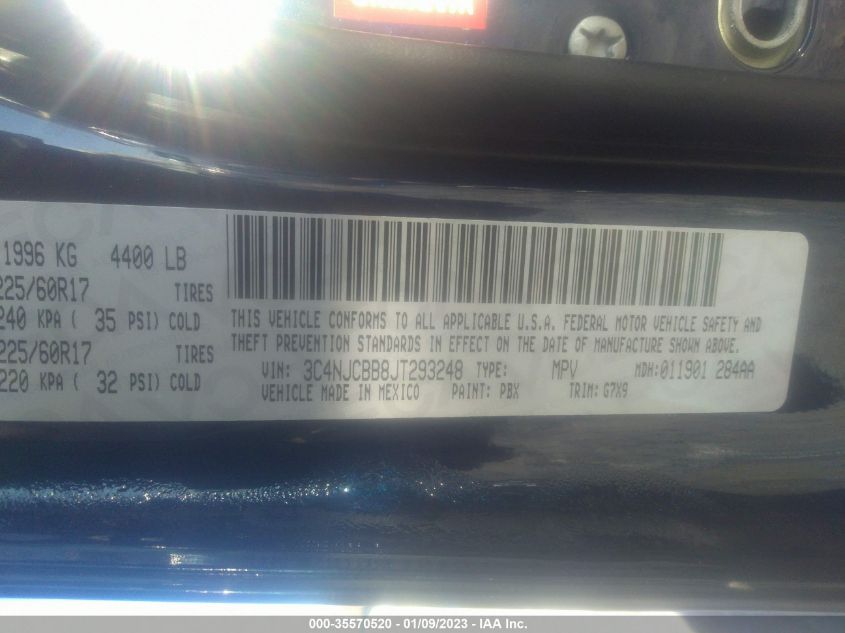 1996 KG 4400 LB
225/60R17 TIRES
240 KPA ( 35 PSI) COLD
225/60R17 TIRES
220 KPA ( 32 PSI) COLD
THIS VEHICLE CONFORMS TO ALL APPLICABLE U.S.A. FEDERAL MOTOR VEHICLE SAFETY AND
THEFT PREVENTION STANDARDS IN EFFECT ON THE DATE OF MANUFACTURE SHOWN ABOVE.
VIN: 3C4NJCBB8JT293248 TYPE: MPV MDH:011901 284AA
VEHICLE MADE IN MEXICO PAINT: PBX TRIM: G7X9
000-35570520 - 01/09/2023 - IAA Inc.